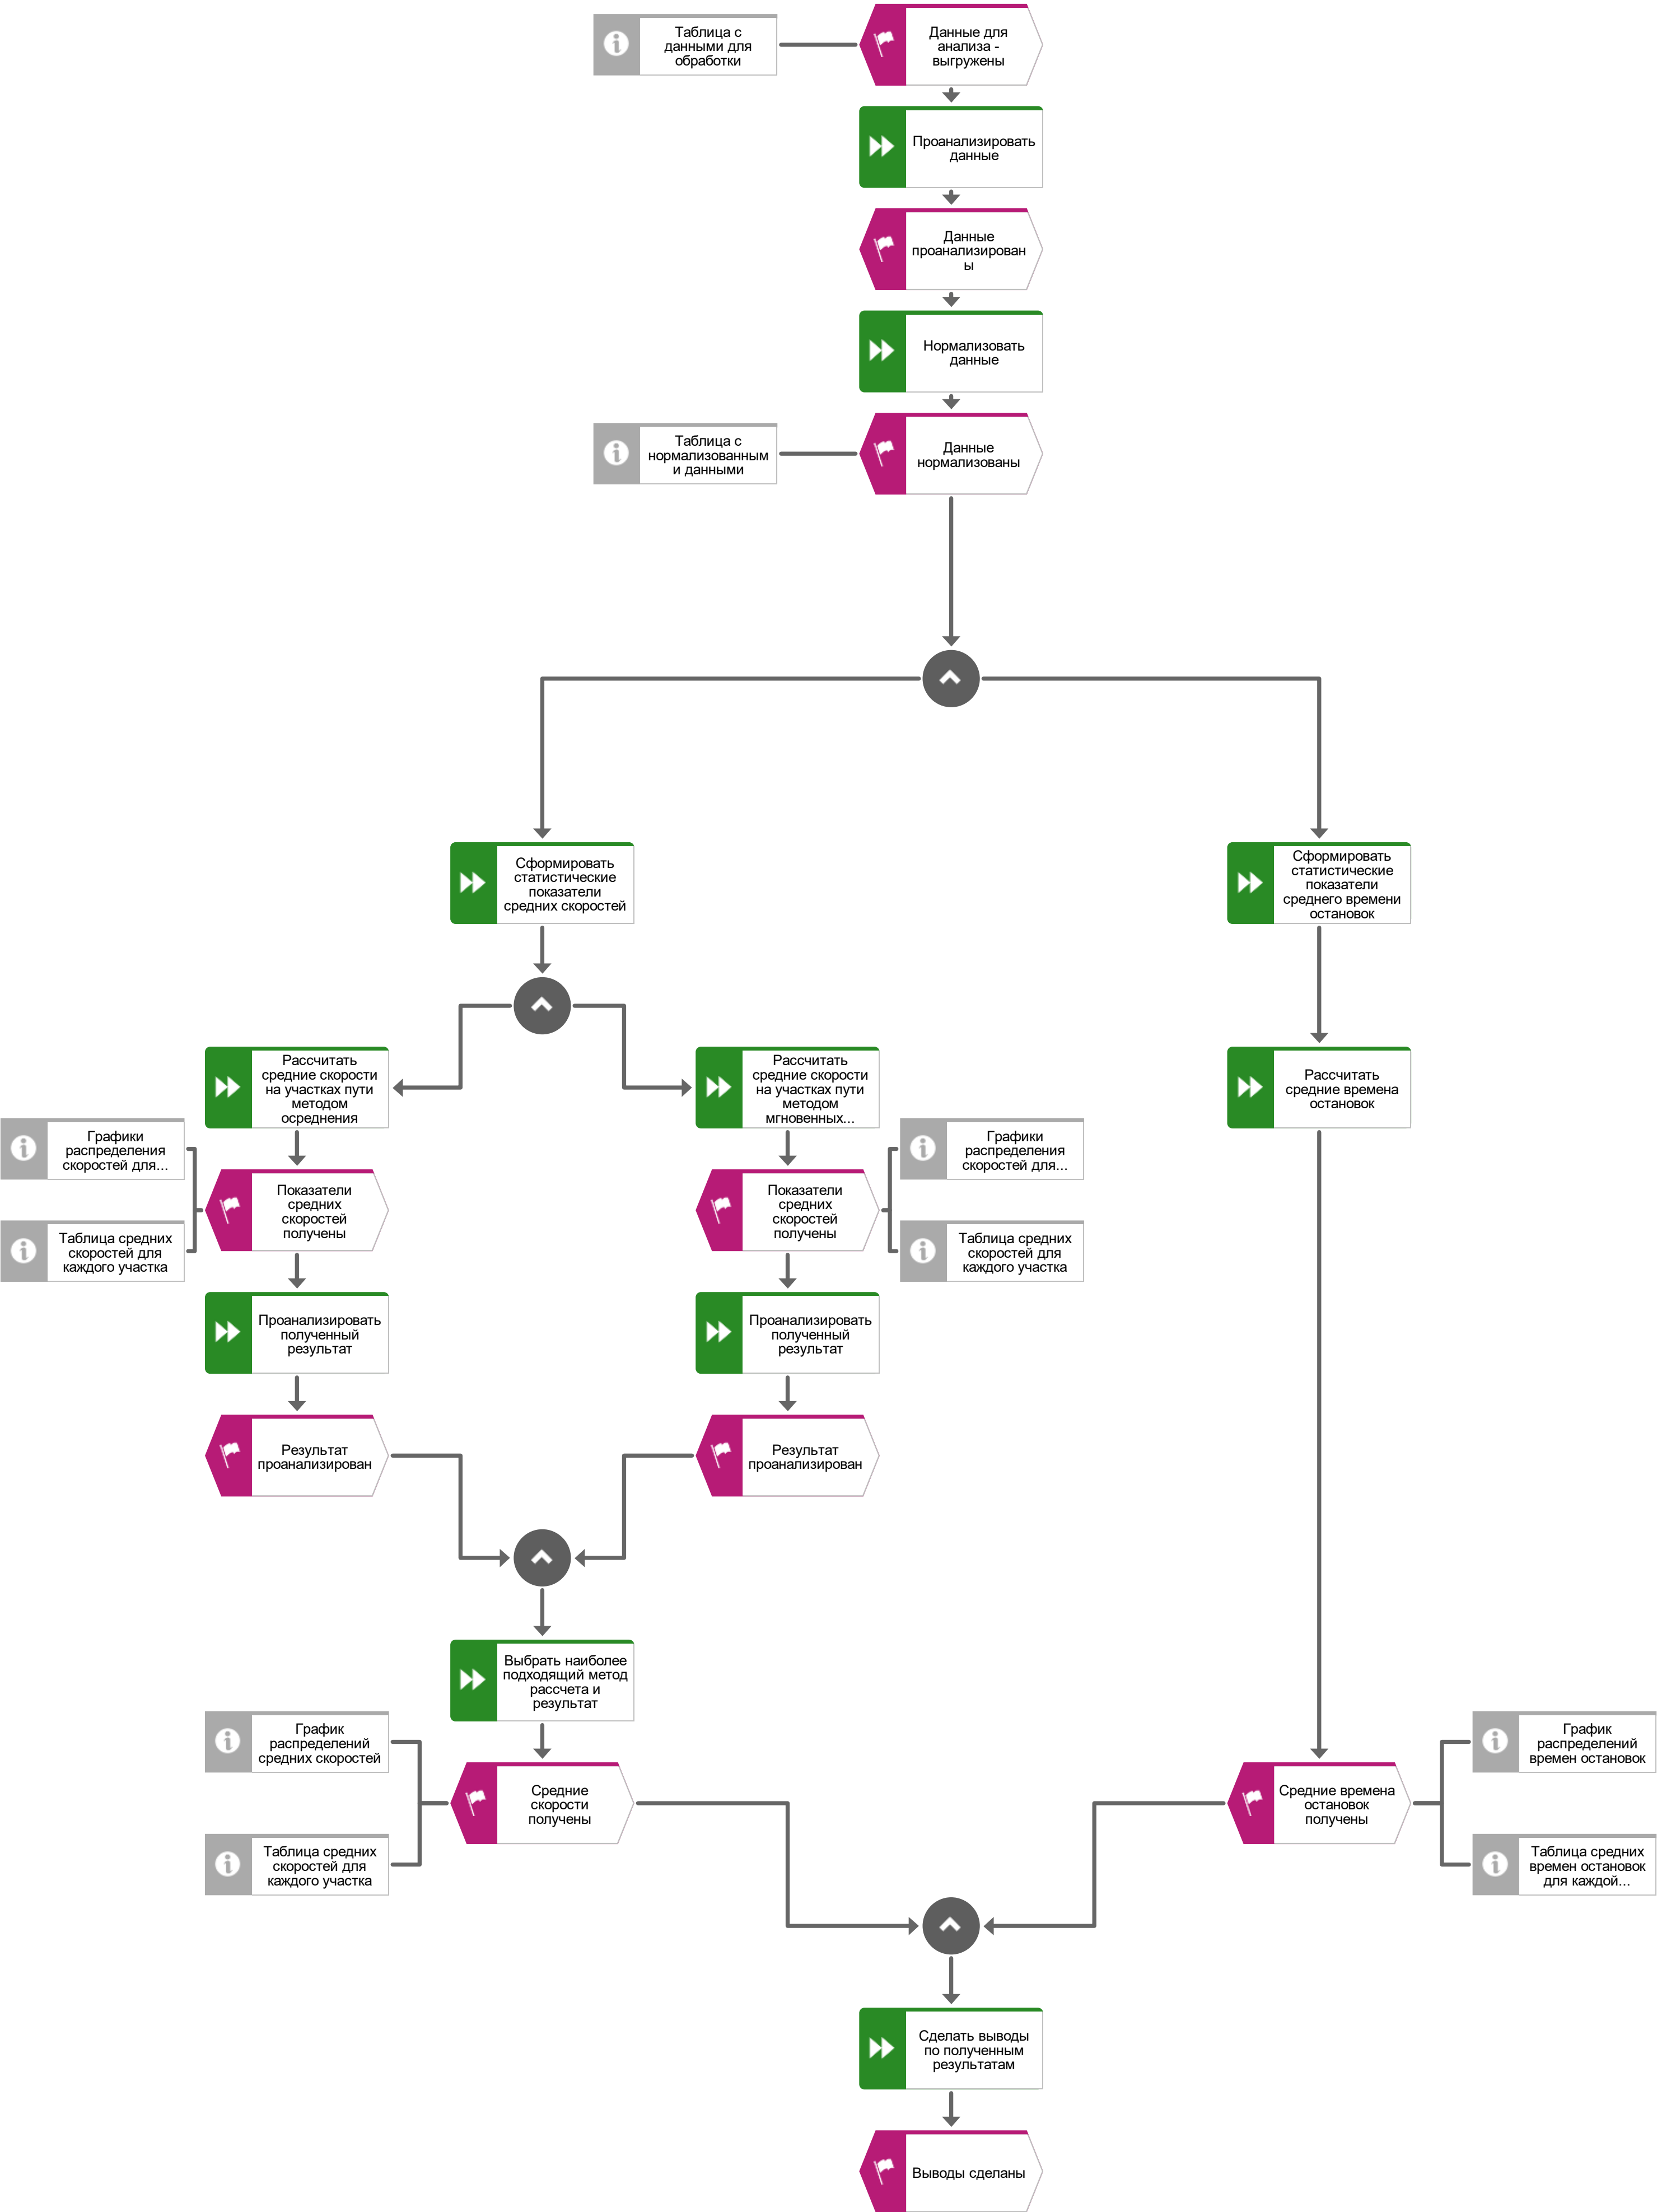 Таблица с
данными для
обработки
Данные для
анализа -
выгружены
Проанализировать
данные
Данные
проанализирован
ы
Нормализовать
данные
Таблица с
нормализованным
и данными
Данные
нормализованы
Сформировать
статистические
показатели
средних скоростей
Сформировать
статистические
показатели
среднего времени
остановок
Рассчитать
средние скорости
на участках пути
методом
осреднения
Рассчитать
средние скорости
на участках пути
методом
мгновенных...
Рассчитать
средние времена
остановок
Графики
распределения
скоростей для...
Показатели
средних
скоростей
получены
Таблица средних
скоростей для
каждого участка
Показатели
средних
скоростей
получены
Графики
распределения
скоростей для...
Таблица средних
скоростей для
каждого участка
Проанализировать
полученный
результат
Проанализировать
полученный
результат
Результат
проанализирован
Результат
проанализирован
Выбрать наиболее
подходящий метод
рассчета и
результат
График
распределений
средних скоростей
Средние
скорости
получены
Таблица средних
скоростей для
каждого участка
Средние времена
остановок
получены
График
распределений
времен остановок
Таблица средних
времен остановок
для каждой...
Сделать выводы
по полученным
результатам
Выводы сделаны